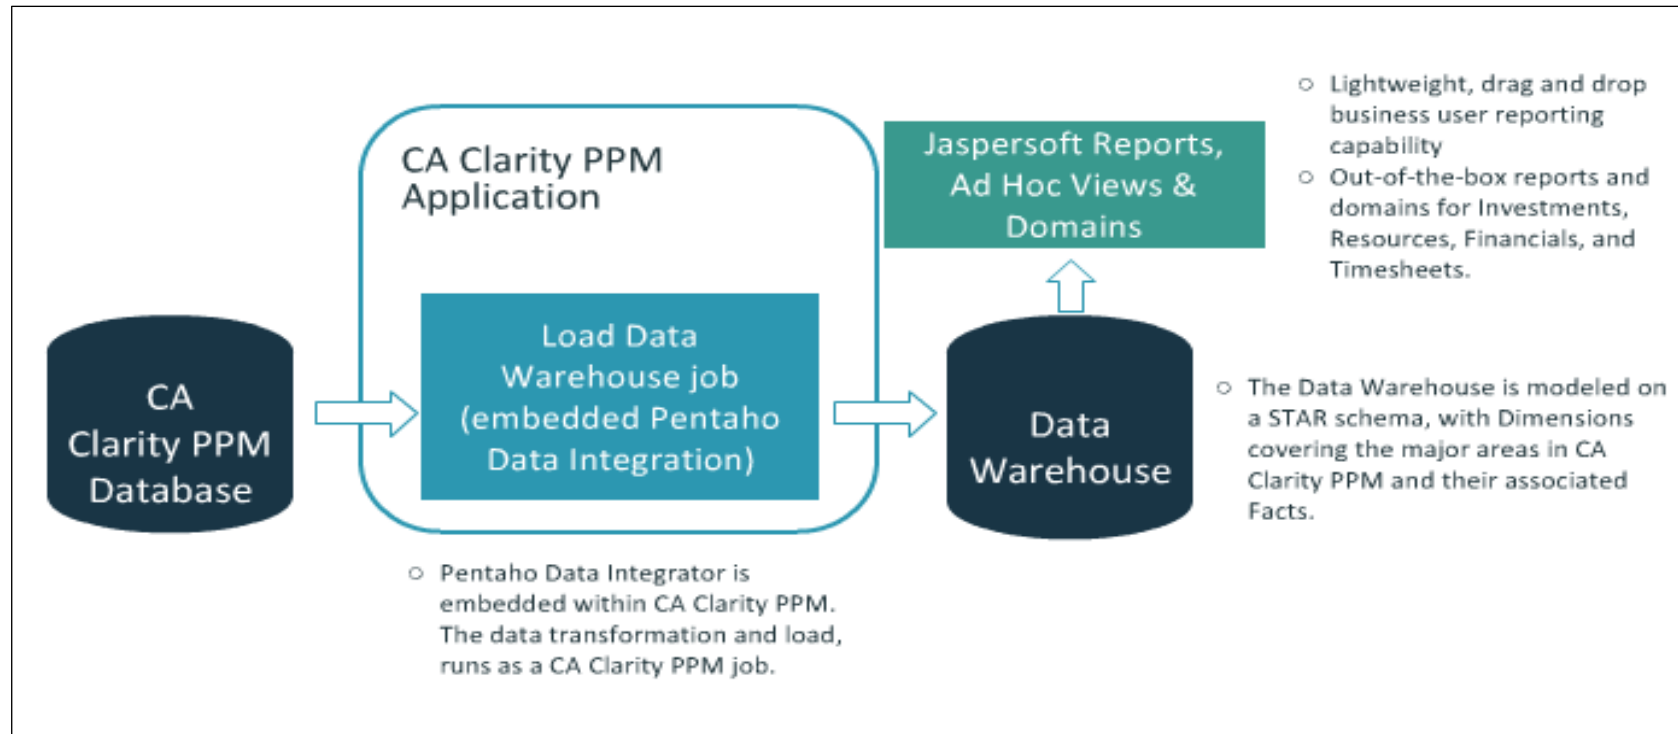 CA Clarity PPM
Application
Jaspersoft Reports,
Ad Hoc Views &
Domains
○ Lightweight, drag and drop
business user reporting
capability
○ Out-of-the-box reports and
domains for Investments,
Resources, Financials, and
Timesheets.
CA
Clarity PPM
Database
Load Data
Warehouse job
(embedded Pentaho
Data Integration)
Data
Warehouse
○ The Data Warehouse is modeled on
a STAR schema, with Dimensions
covering the major areas in CA
Clarity PPM and their associated
Facts.
○ Pentaho Data Integrator is
embedded within CA Clarity PPM.
The data transformation and load,
runs as a CA Clarity PPM job.